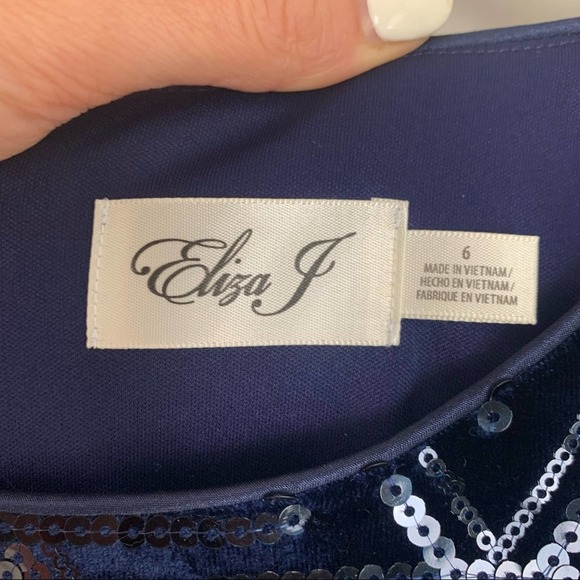 Eliza J
6
MADE IN VIETNAM/
HECHO EN VIETNAM/
FABRIQUE EN VIETNAM